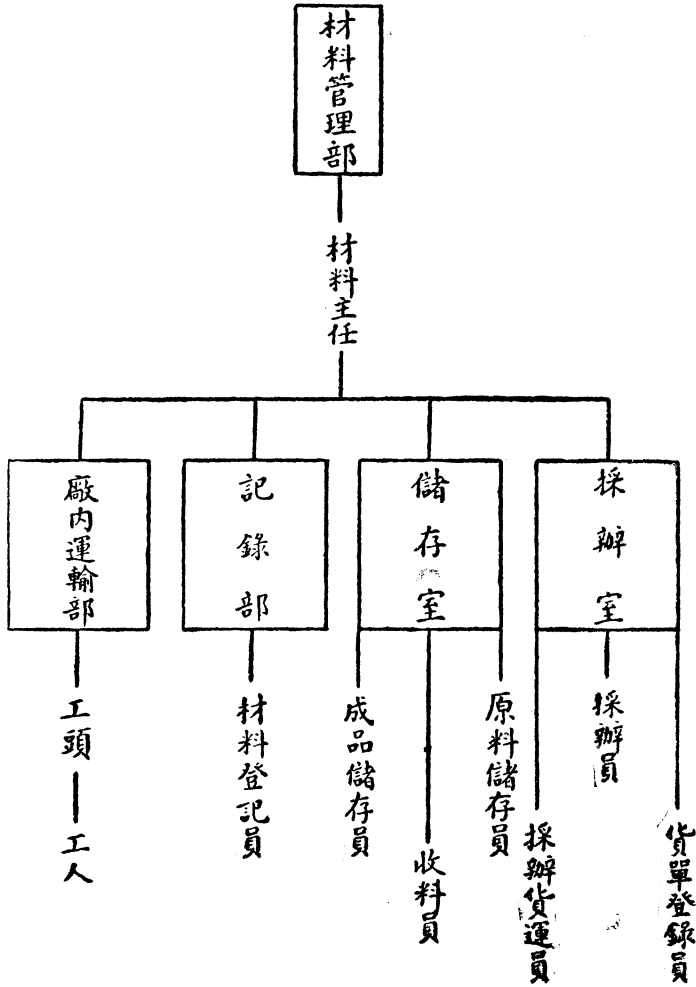 材料管理部
材料主任
採辦室
儲存室
記錄部
廠內運輸部
貨單登錄員
採辦員
採辦貨運員
原料儲存員
收料員
成品儲存員
材料登記員
工頭
工人